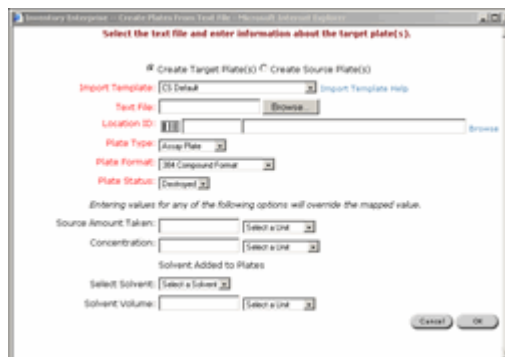 Inventory Enterprise -- Create Plates From Text File - Microsoft Internet Explorer
Select the text file and enter information about the target plate(s).
Create Target Plate(s) Create Source Plate(s)
Import Template: CS Default Import Template Help
Text File: Browse...
Location ID: Browse
Plate Type: Assay Plate
Plate Format: 384 Compound Format
Plate Status: Destroyed
Entering values for any of the following options will override the mapped value.
Source Amount Taken: Select a Unit
Concentration: Select a Unit
Solvent Added to Plates
Select Solvent: Select a Solvent
Solvent Volume: Select a Unit
Cancel OK